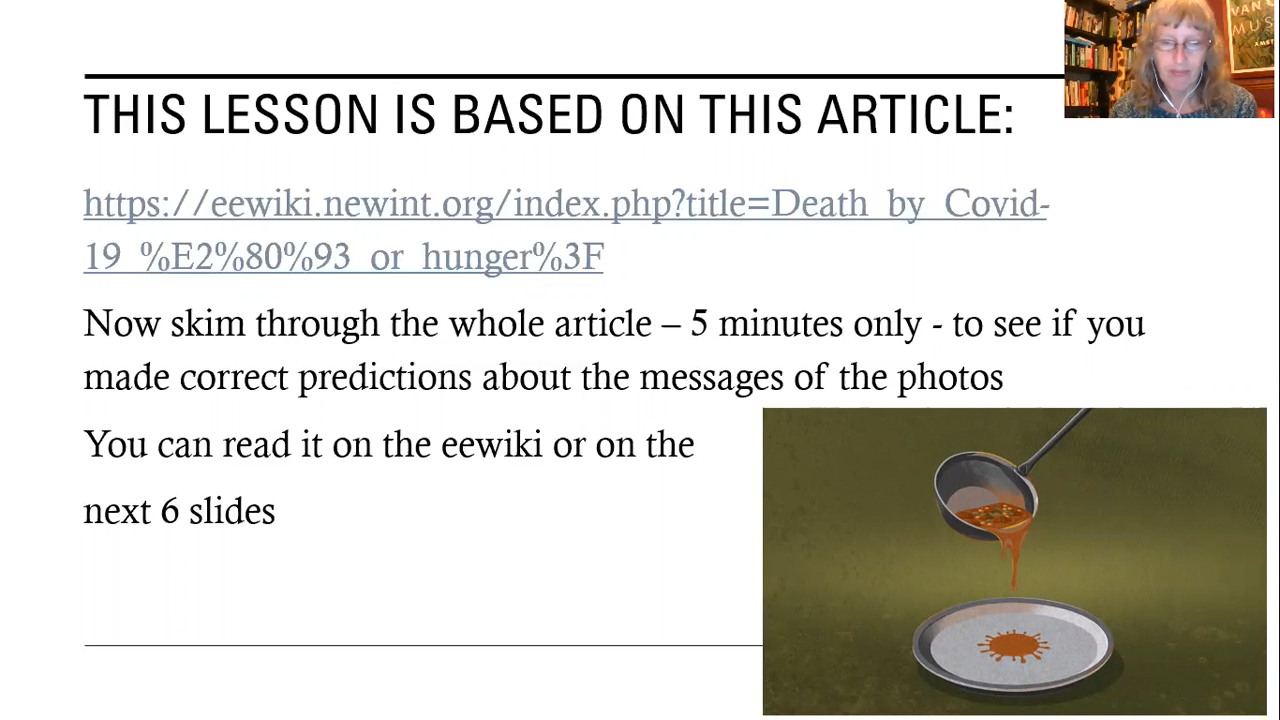 THIS LESSON IS BASED ON THIS ARTICLE:
https://eewiki.newint.org/index.php?title=Death_by_Covid-
19_%E2%80%93_or_hunger%3F
Now skim through the whole article – 5 minutes only - to see if you
made correct predictions about the messages of the photos
You can read it on the eewiki or on the
next 6 slides
VAN
MUS